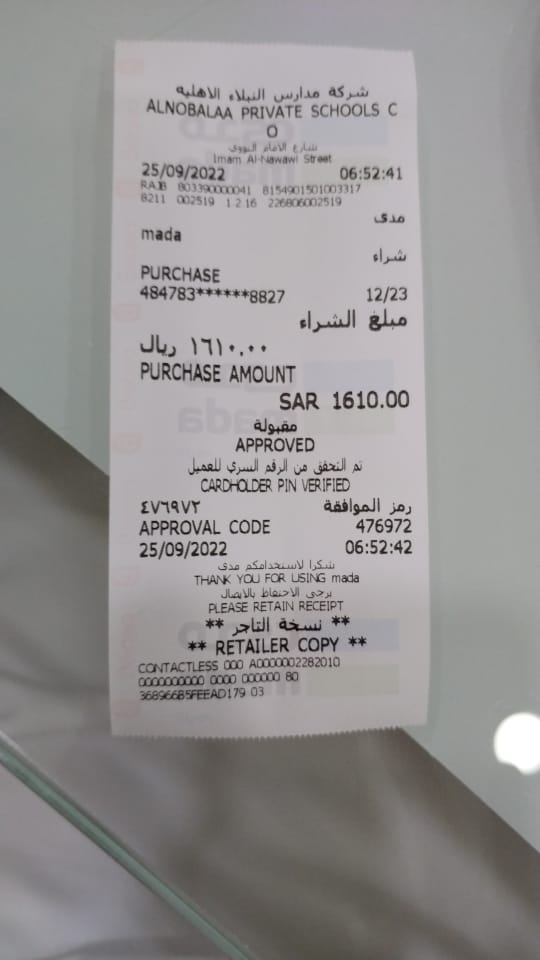 شركة مدارس النبلاء الاهليه
ALNOBALAA PRIVATE SCHOOLS C
O
شارع الامام النووي
Imam Al-Nawawi Street
25/09/2022 06:52:41
RAJB 803390000041 8154901501003317
8211 002519 1 2 16 226806002519
مدى
mada
شراء
PURCHASE
484783******8827 12/23
مبلغ الشراء
١٦١٠.٠٠ ريال
PURCHASE AMOUNT
SAR 1610.00
مقبولة
APPROVED
تم التحقق من الرقم السري للعميل
CARDHOLDER PIN VERIFIED
رمز الموافقة ٤٧٦٩٧٢
APPROVAL CODE 476972
25/09/2022 06:52:42
شكرا لاستخدامكم مدى
THANK YOU FOR USING mada
يرجى الاحتفاظ بالايصال
PLEASE RETAIN RECEIPT
** نسخة التاجر **
** RETAILER COPY **
CONTACTLESS 000 A0000002282010
0000000000 0000 000000 80
368966B5FEEAD179 03